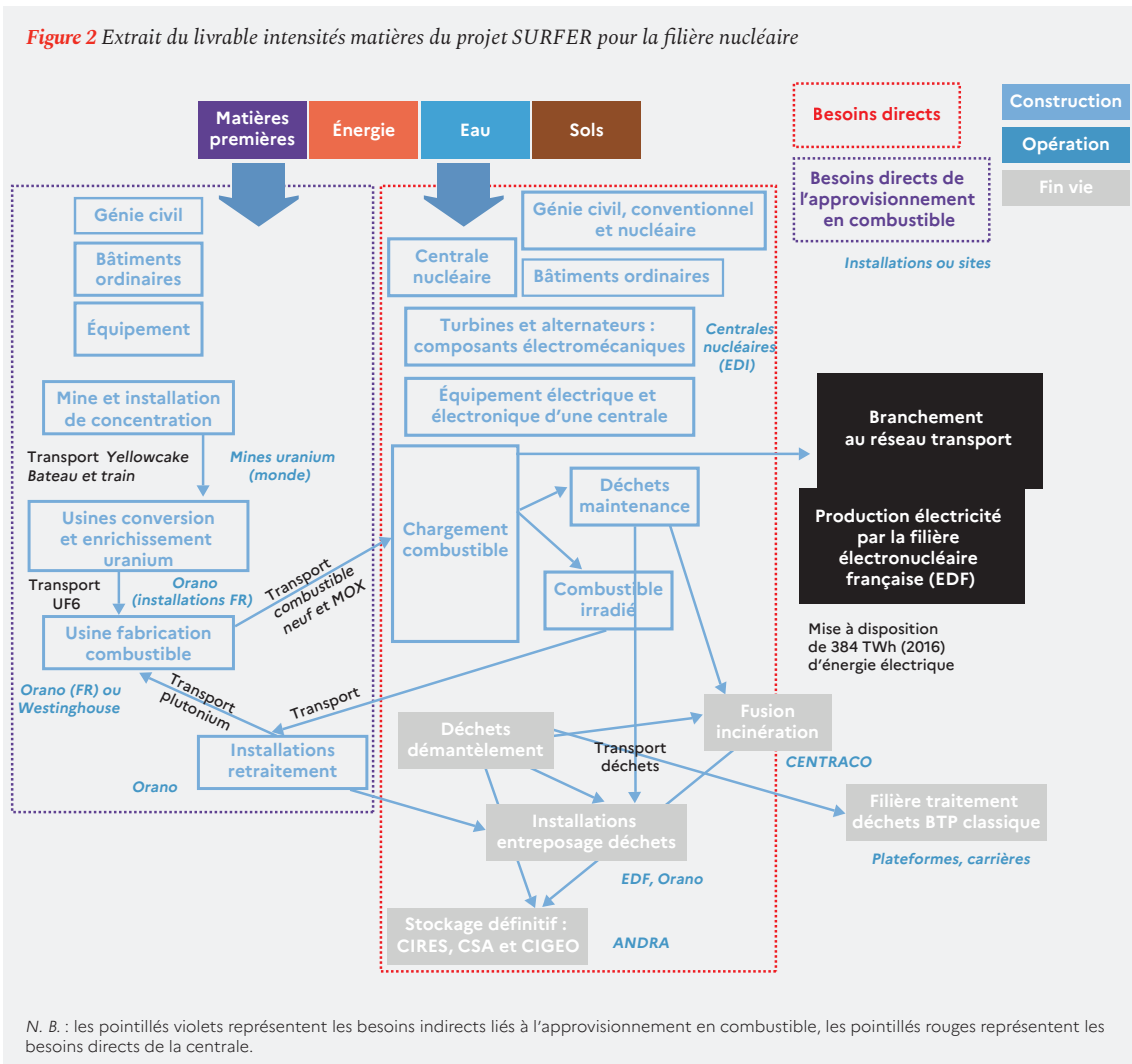 Figure 2 Extrait du livrable intensités matières du projet SURFER pour la filière nucléaire
Matières
premières
Énergie
Eau
Sols
Besoins directs
Besoins directs de
l'approvisionnement
en combustible
Installations ou sites
Construction
Opération
Fin vie
Génie civil
Bâtiments
ordinaires
Équipement
Mine et installation
de concentration
Transport Yellowcake
Bateau et train
Mines uranium
(monde)
Usines conversion
et enrichissement
uranium
Transport
UF6
Orano
(installations FR)
Usine fabrication
combustible
Orano (FR) ou
Westinghouse
Transport
plutonium
Installations
retraitement
Orano
Transport
combustible
neuf et MOX
Transport
Génie civil, conventionnel
et nucléaire
Centrale
nucléaire
Bâtiments ordinaires
Turbines et alternateurs :
composants électromécaniques
Centrales
nucléaires
(EDI)
Équipement électrique et
électronique d'une centrale
Chargement
combustible
Déchets
maintenance
Combustible
irradié
Déchets
démantèlement
Transport
déchets
Fusion
incinération
CENTRACO
Installations
entreposage déchets
EDF, Orano
Stockage définitif :
CIRES, CSA et CIGEO
ANDRA
Branchement
au réseau transport
Production électricité
par la filière
électronucléaire
française (EDF)
Mise à disposition
de 384 TWh (2016)
d'énergie électrique
Filière traitement
déchets BTP classique
Plateformes, carrières
N. B. : les pointillés violets représentent les besoins indirects liés à l'approvisionnement en combustible, les pointillés rouges représentent les
besoins directs de la centrale.